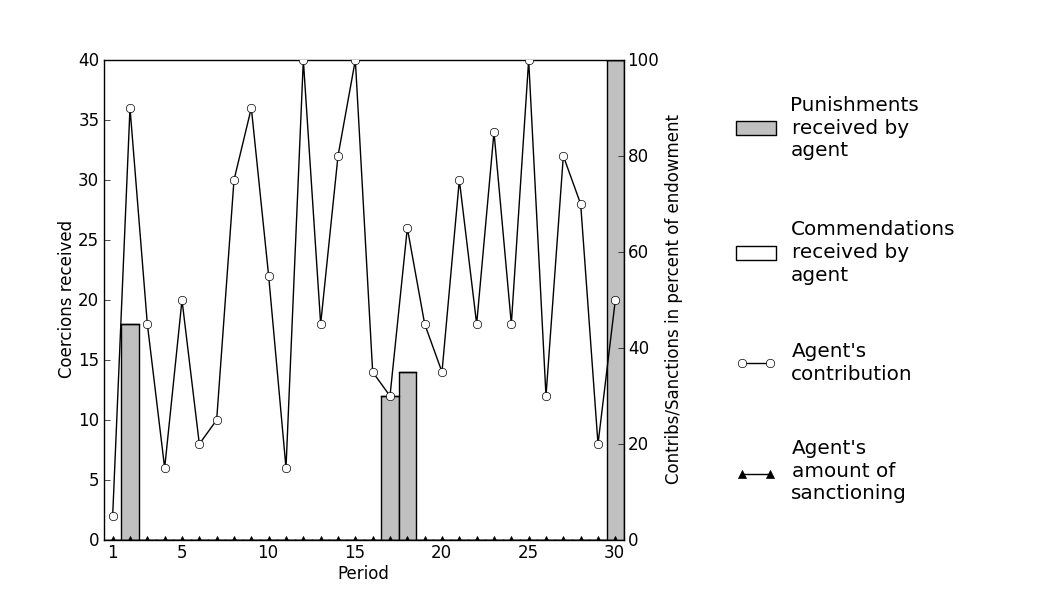 40
35
30
25
20
15
10
5
0
Coercions received
1 5 10 15 20 25 30
Period
100
80
60
40
20
0
Contribs/Sanctions in percent of endowment
Punishments
received by
agent
Commendations
received by
agent
Agent's
contribution
Agent's
amount of
sanctioning